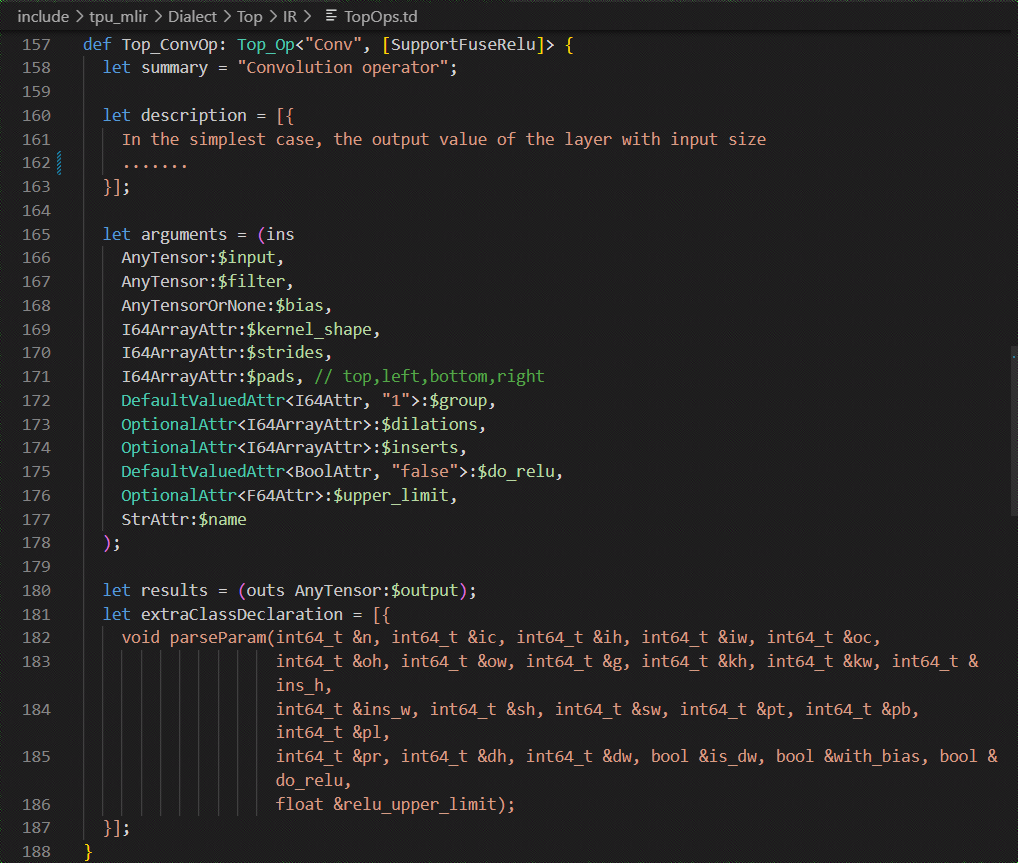 include > tpu_mlir > Dialect > Top > IR > TopOps.td
157 def Top_ConvOp: Top_Op<"Conv", [SupportFuseRelu]> {
158 let summary = "Convolution operator";
159
160 let description = [{
161 In the simplest case, the output value of the layer with input size
162 .......
163 }];
164
165 let arguments = (ins
166 AnyTensor:$input,
167 AnyTensor:$filter,
168 AnyTensorOrNone:$bias,
169 I64ArrayAttr:$kernel_shape,
170 I64ArrayAttr:$strides,
171 I64ArrayAttr:$pads, // top,left,bottom,right
172 DefaultValuedAttr<I64Attr, "1">:$group,
173 OptionalAttr<I64ArrayAttr>:$dilations,
174 OptionalAttr<I64ArrayAttr>:$inserts,
175 DefaultValuedAttr<BoolAttr, "false">:$do_relu,
176 OptionalAttr<F64Attr>:$upper_limit,
177 StrAttr:$name
178 );
179
180 let results = (outs AnyTensor:$output);
181 let extraClassDeclaration = [{
182 void parseParam(int64_t &n, int64_t &ic, int64_t &ih, int64_t &iw, int64_t &oc,
183 int64_t &oh, int64_t &ow, int64_t &g, int64_t &kh, int64_t &kw, int64_t &
ins_h,
184 int64_t &ins_w, int64_t &sh, int64_t &sw, int64_t &pt, int64_t &pb,
int64_t &pl,
185 int64_t &pr, int64_t &dh, int64_t &dw, bool &is_dw, bool &with_bias, bool &
do_relu,
186 float &relu_upper_limit);
187 }];
188 }